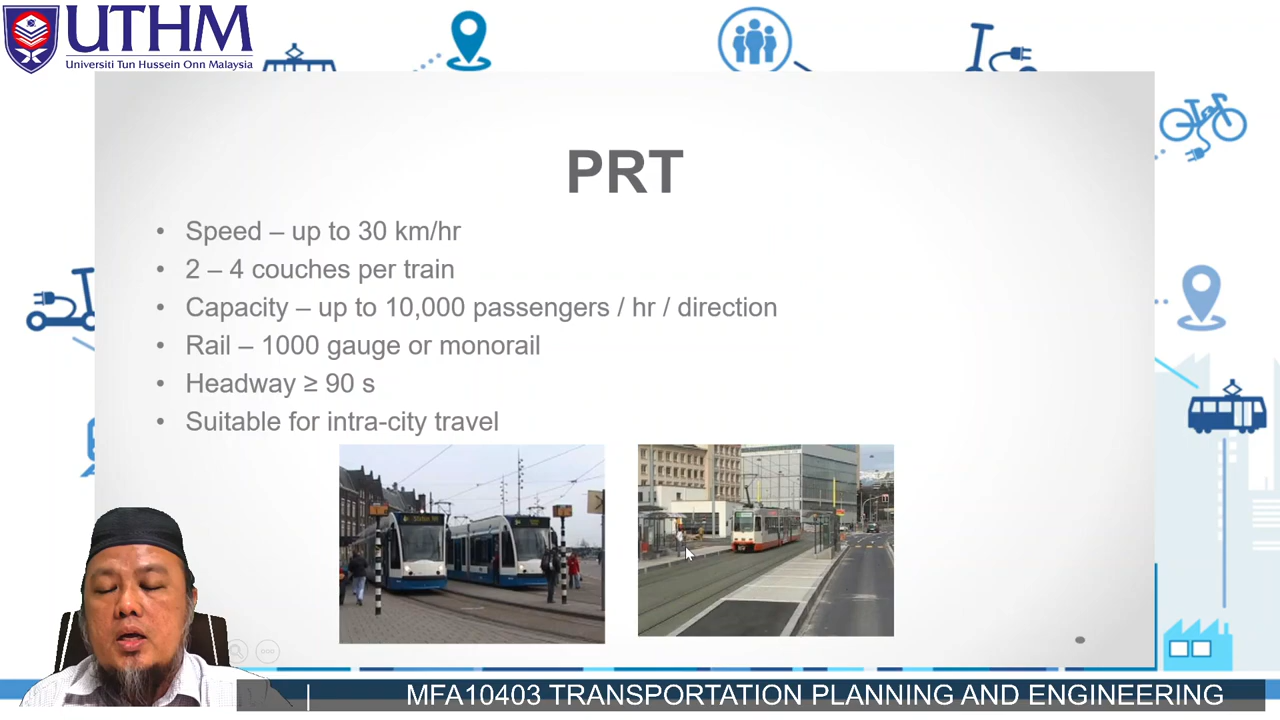 UTHM
Universiti Tun Hussein Onn Malaysia
PRT
• Speed – up to 30 km/hr
• 2 – 4 couches per train
• Capacity – up to 10,000 passengers / hr / direction
• Rail – 1000 gauge or monorail
• Headway ≥ 90 s
• Suitable for intra-city travel
MFA10403 TRANSPORTATION PLANNING AND ENGINEERING